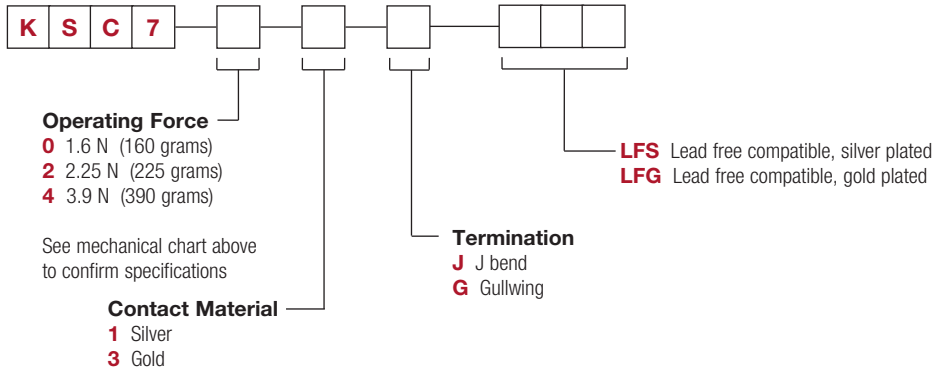 K S C 7
Operating Force
0 1.6 N (160 grams)
2 2.25 N (225 grams)
4 3.9 N (390 grams)
See mechanical chart above
to confirm specifications
Contact Material
1 Silver
3 Gold
Termination
J J bend
G Gullwing
LFS Lead free compatible, silver plated
LFG Lead free compatible, gold plated